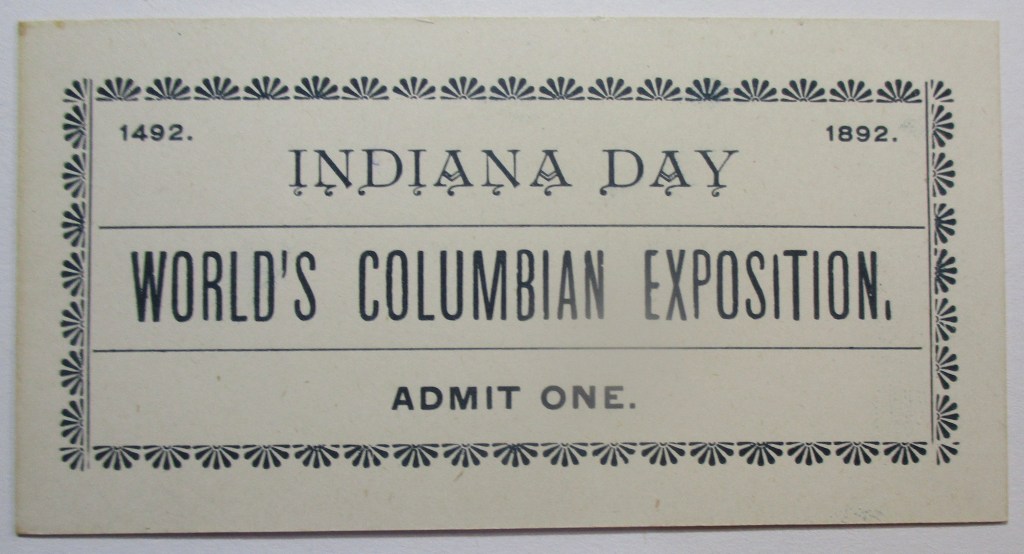 1492. 1892.
INDIANA DAY
WORLD'S COLUMBIAN EXPOSITION.
ADMIT ONE.